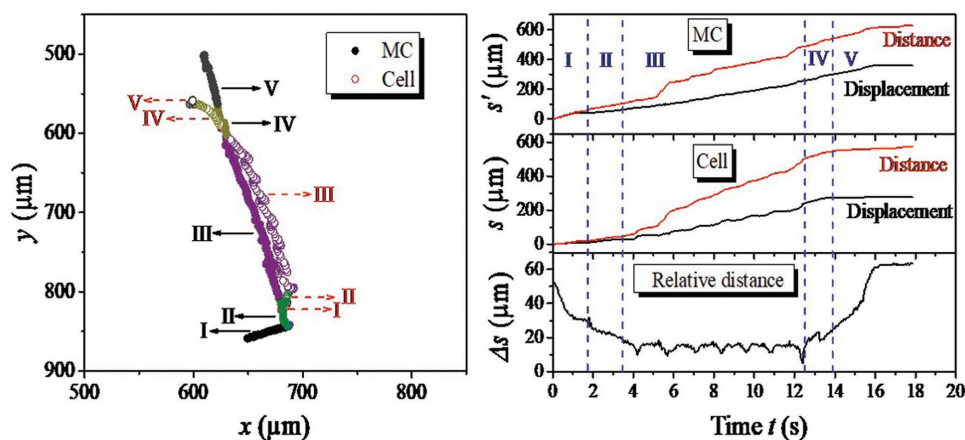 500
600
700
800
900
y (μm)
500
600
700
800
x (μm)
MC
Cell
V
V
IV
IV
III
III
II
II
I
I
600
400
200
0
s' (μm)
I
II
III
MC
IV
V
Distance
Displacement
600
400
200
0
s (μm)
Cell
Distance
Displacement
60
40
20
0
Δs (μm)
Relative distance
0 2 4 6 8 10 12 14 16 18 20
Time t (s)